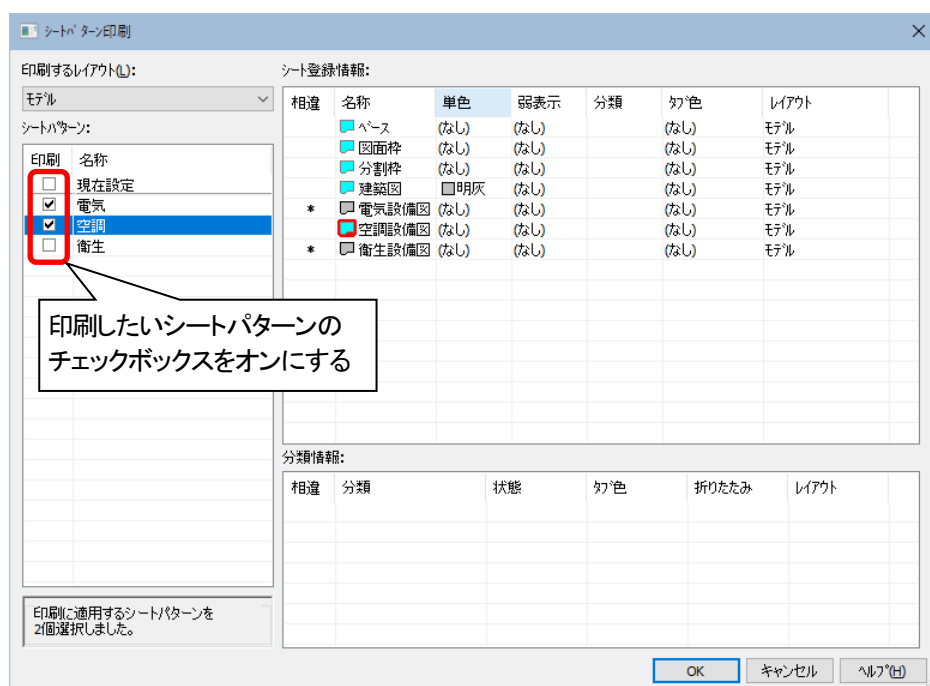 ｼｰﾄﾊﾟﾀｰﾝ印刷
印刷するﾚｲｱｳﾄ(L):
ﾓﾃﾞﾙ
ｼｰﾄﾊﾟﾀｰﾝ:
印刷 名称
現在設定
電気
空調
衛生
印刷したいシートパターンの
チェックボックスをオンにする
印刷に適用するシートパターンを
2個選択しました。
ｼｰﾄ登録情報:
相違 名称 単色 弱表示 分類 ﾀﾌﾞ色 ﾚｲｱｳﾄ
ﾍﾞｰｽ (なし) (なし) (なし) ﾓﾃﾞﾙ
図面枠 (なし) (なし) (なし) ﾓﾃﾞﾙ
分割枠 (なし) (なし) (なし) ﾓﾃﾞﾙ
建築図 明灰 (なし) (なし) ﾓﾃﾞﾙ
* 電気設備図 (なし) (なし) (なし) ﾓﾃﾞﾙ
空調設備図 (なし) (なし) (なし) ﾓﾃﾞﾙ
* 衛生設備図 (なし) (なし) (なし) ﾓﾃﾞﾙ
分類情報:
相違 分類 状態 ﾀﾌﾞ色 折りたたみ ﾚｲｱｳﾄ
OK キャンセル ﾍﾙﾌﾟ(H)